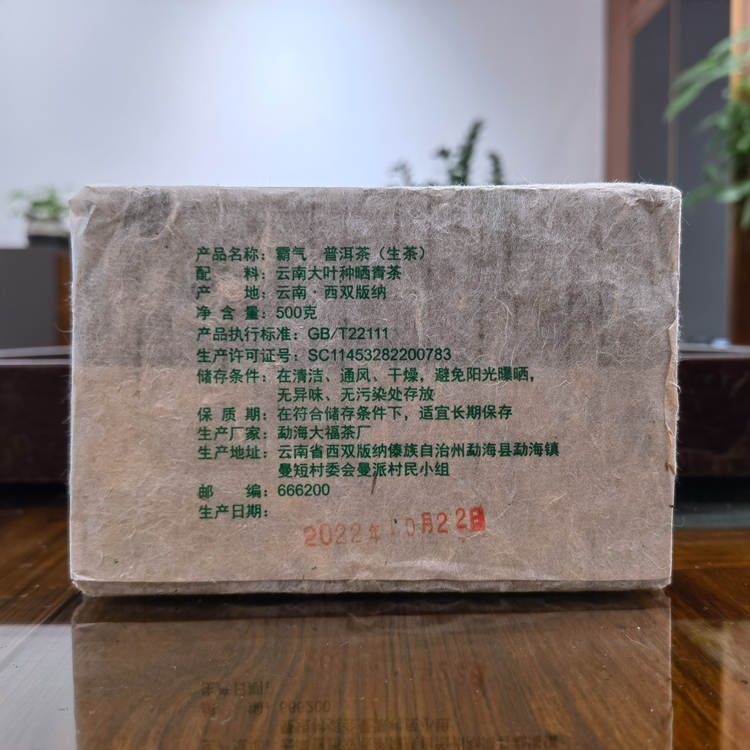 产品名称：霸气 普洱茶（生茶）
配 料：云南大叶种晒青茶
产 地：云南·西双版纳
净 含 量：500克
产品执行标准：GB/T22111
生产许可证号：SC11453282200783
储存条件：在清洁、通风、干燥，避免阳光曝晒，
无异味、无污染处存放
保 质 期：在符合储存条件下，适宜长期保存
生产厂家：勐海大福茶厂
生产地址：云南省西双版纳傣族自治州勐海县勐海镇
曼短村委会曼派村民小组
邮 编：666200
生产日期：
2022年10月22日